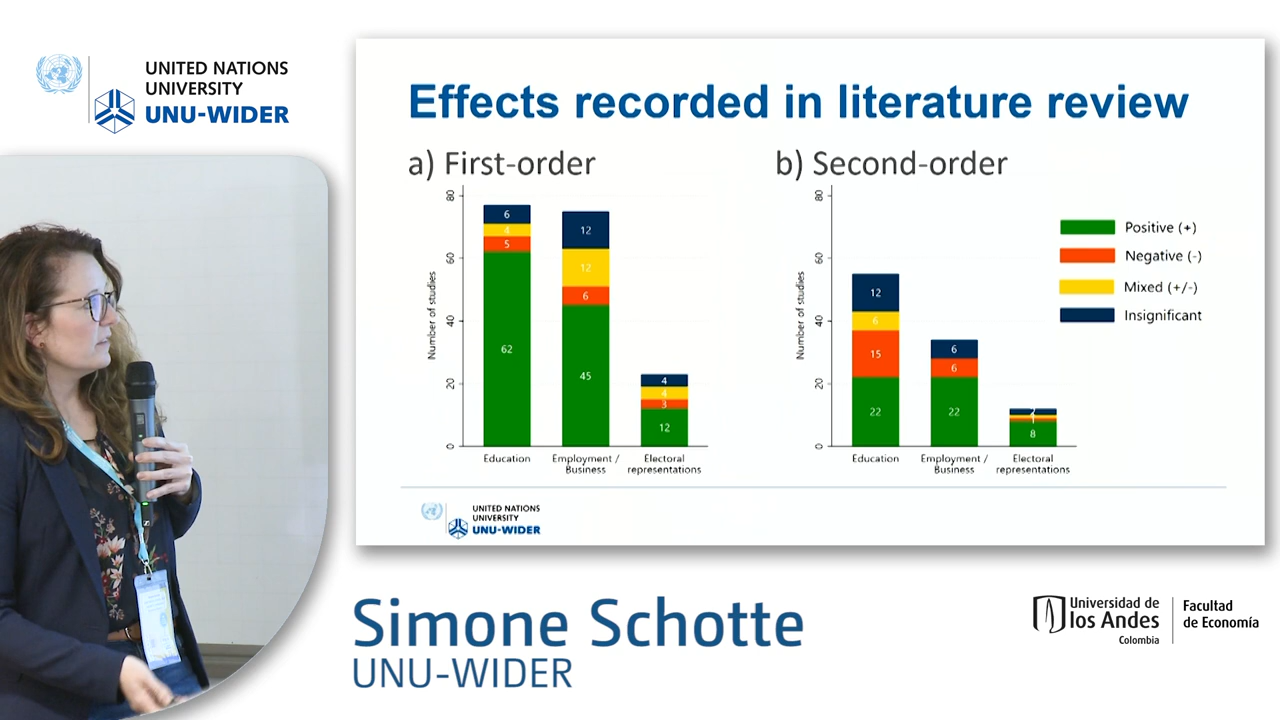 UNITED NATIONS
UNIVERSITY
UNU-WIDER
Effects recorded in literature review
a) First-order
b) Second-order
Number of studies
80
60
40
20
0
6
4
5
62
12
12
6
45
4
4
3
12
Education
Employment /
Business
Electoral
representations
Number of studies
80
60
40
20
0
12
6
15
22
6
6
22
1
8
Education
Employment /
Business
Electoral
representations
Positive (+)
Negative (-)
Mixed (+/-)
Insignificant
UNITED NATIONS
UNIVERSITY
UNU-WIDER
Simone Schotte
UNU-WIDER
Universidad de
los Andes
Colombia
Facultad
de Economía